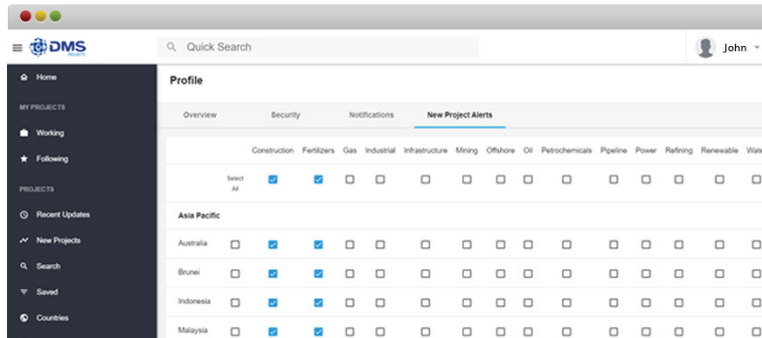 DMS
PROJECTS
Quick Search
John
Home
MY PROJECTS
Working
Following
PROJECTS
Recent Updates
New Projects
Search
Saved
Countries
Profile
Overview Security Notifications New Project Alerts
Construction Fertilizers Gas Industrial Infrastructure Mining Offshore Oil Petrochemicals Pipeline Power Refining Renewable
Select
All
Asia Pacific
Australia
Brunei
Indonesia
Malaysia